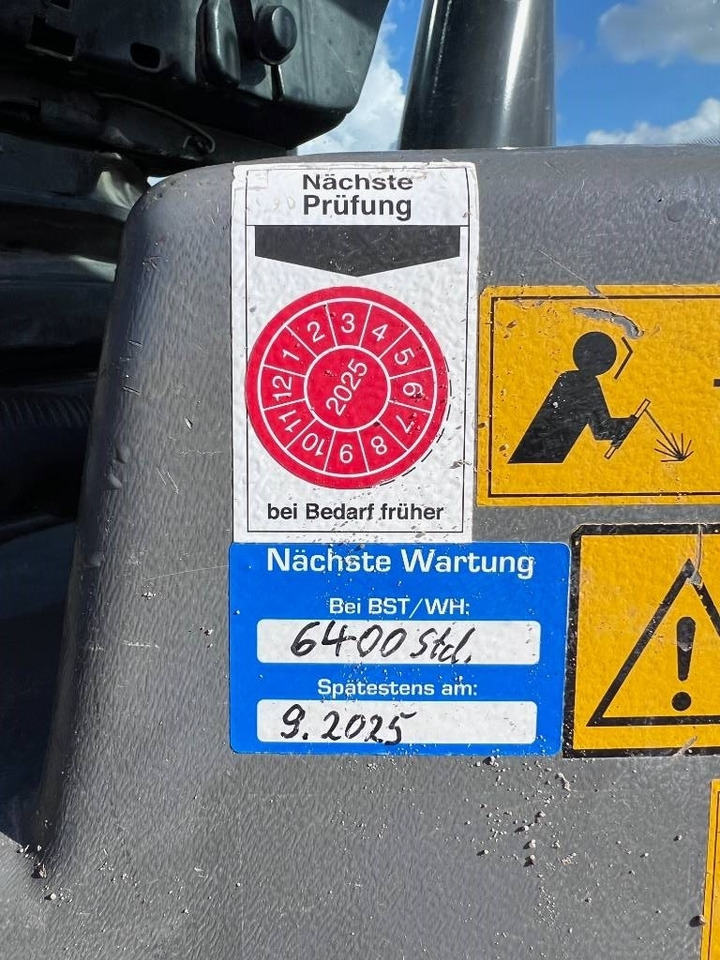 Nächste
Prüfung
1 2 3 4 5 6 7 8 9 10 11 12
2025
bei Bedarf früher
Nächste Wartung
Bei BST/WH:
6400 Std.
Spätestens am:
9.2025